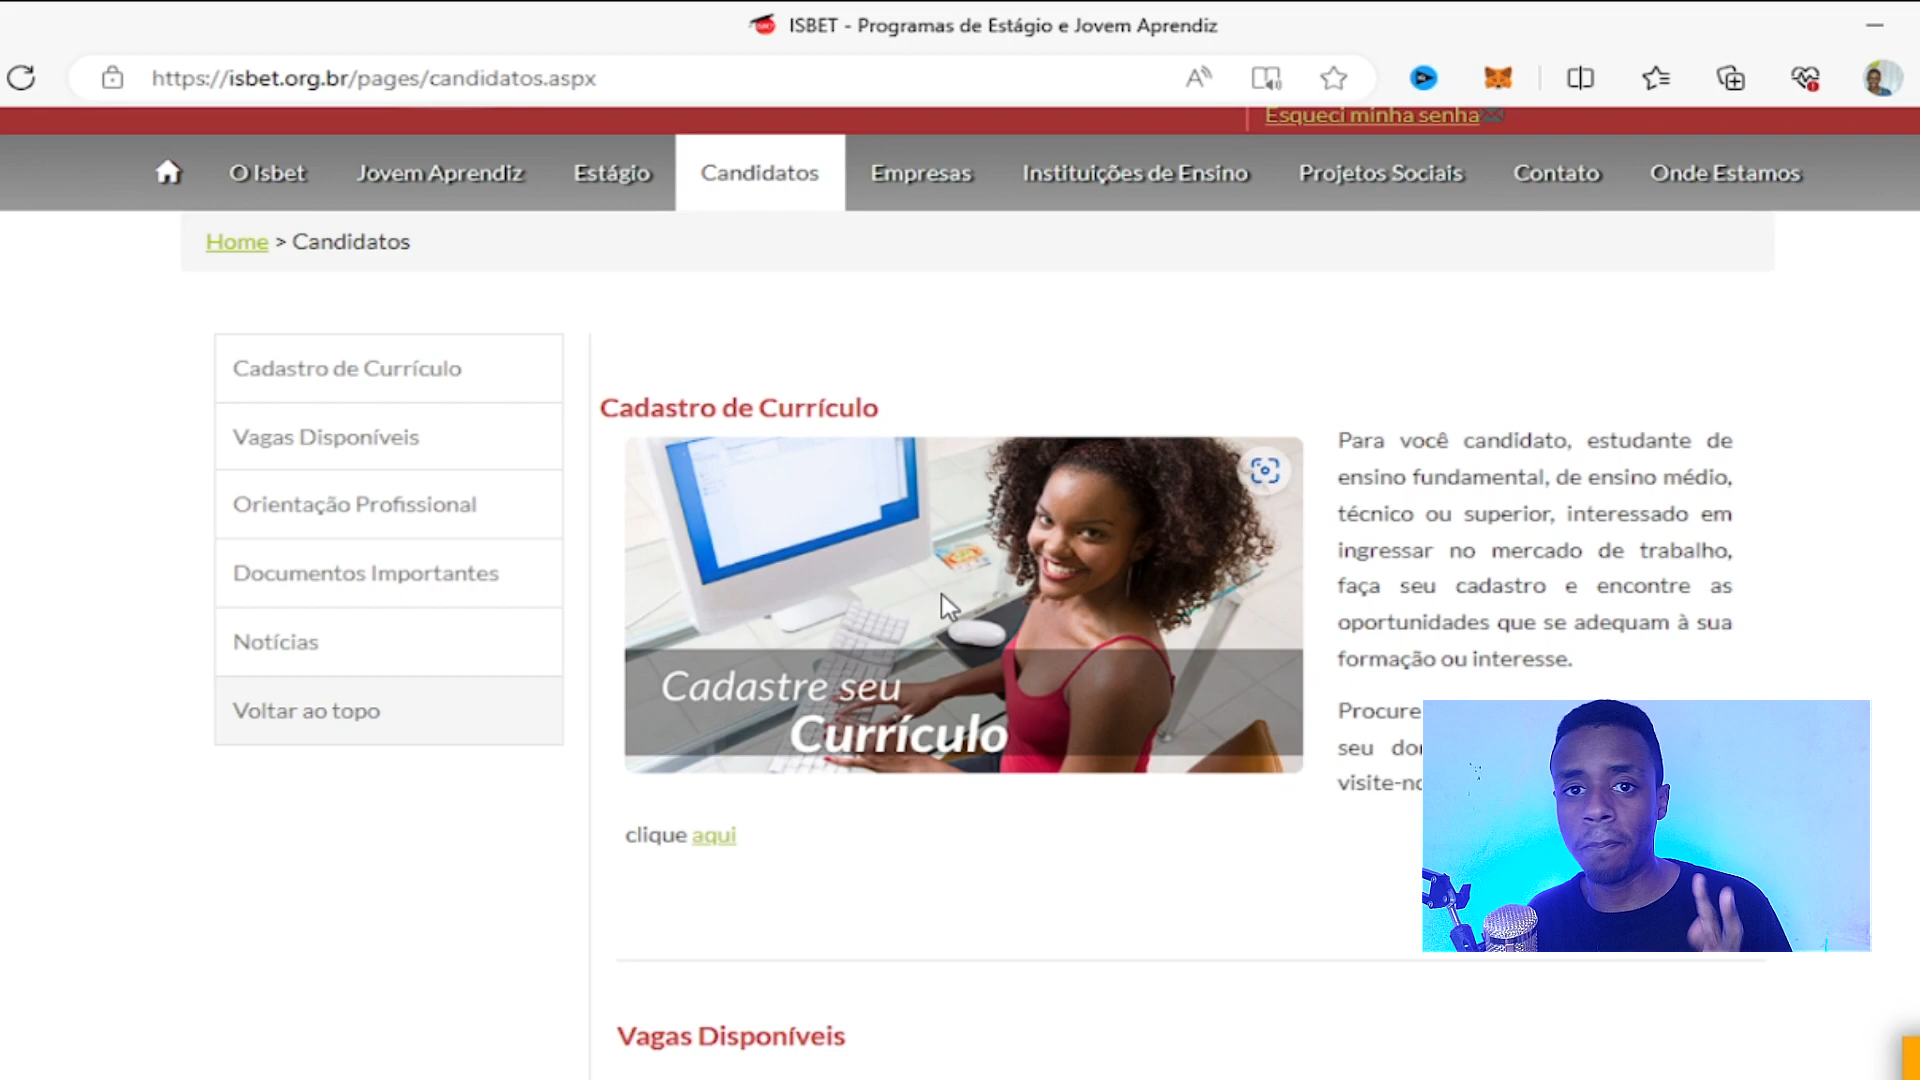 ISBET - Programas de Estágio e Jovem Aprendiz
https://isbet.org.br/pages/candidatos.aspx
Esqueci minha senha
O Isbet
Jovem Aprendiz
Estágio
Candidatos
Empresas
Instituições de Ensino
Projetos Sociais
Contato
Onde Estamos
Home > Candidatos
Cadastro de Currículo
Vagas Disponíveis
Orientação Profissional
Documentos Importantes
Notícias
Voltar ao topo
Cadastro de Currículo
Cadastre seu
Currículo
Para você candidato, estudante de
ensino fundamental, de ensino médio,
técnico ou superior, interessado em
ingressar no mercado de trabalho,
faça seu cadastro e encontre as
oportunidades que se adequam à sua
formação ou interesse.
Procure
seu
clique aqui
Vagas Disponíveis